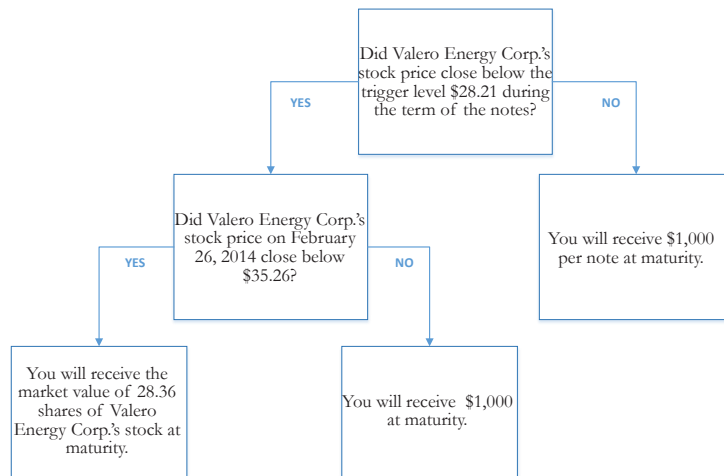 Did Valero Energy Corp.'s
stock price close below the
trigger level $28.21 during
the term of the notes?
YES
NO
Did Valero Energy Corp.'s
stock price on February
26, 2014 close below
$35.26?
You will receive $1,000
per note at maturity.
YES
NO
You will receive the
market value of 28.36
shares of Valero
Energy Corp.'s stock at
maturity.
You will receive $1,000
at maturity.